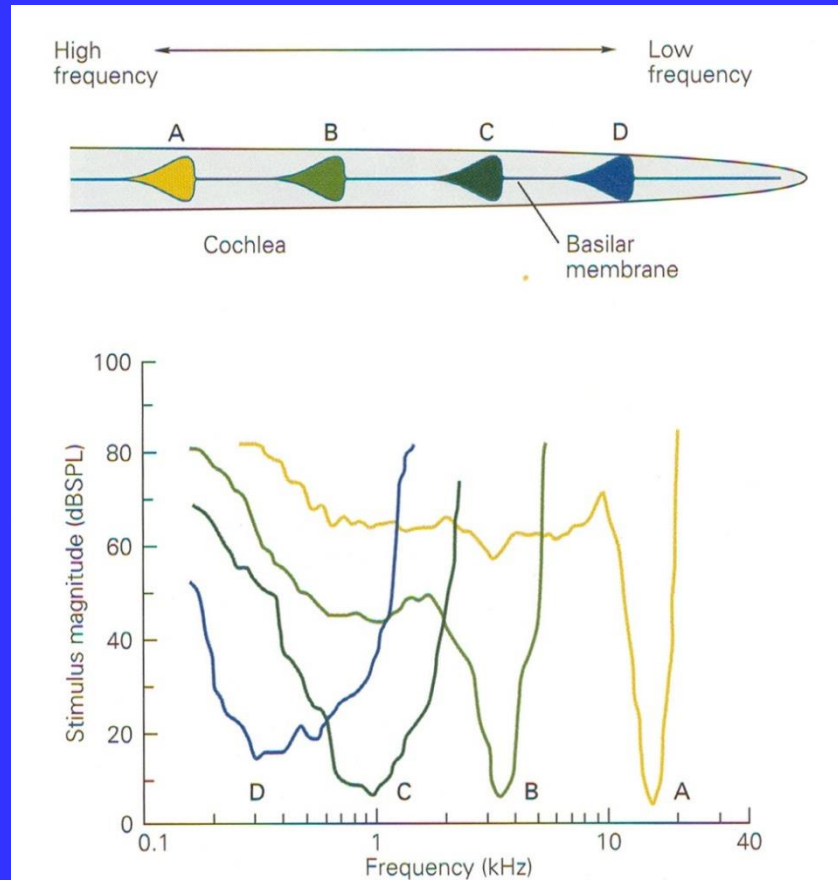 High
frequency
Low
frequency
A
B
C
D
Cochlea
Basilar
membrane
100
80
60
40
20
0
Stimulus magnitude (dBSPL)
D
C
B
A
0.1
1
10
40
Frequency (kHz)